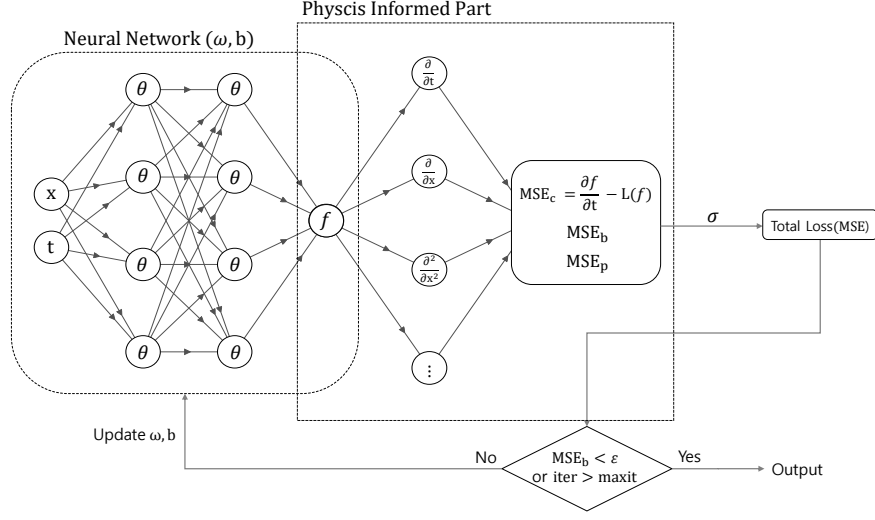 Physcis Informed Part
Neural Network (ω, b)
x
t
θ
θ
θ
θ
θ
θ
θ
θ
f
∂/∂t
∂/∂x
∂²/∂x²
⋮
MSE_c = ∂f/∂t − L(f)
MSE_b
MSE_p
σ
Total Loss(MSE)
Update ω, b
No
MSE_b < ε
or iter > maxit
Yes
Output